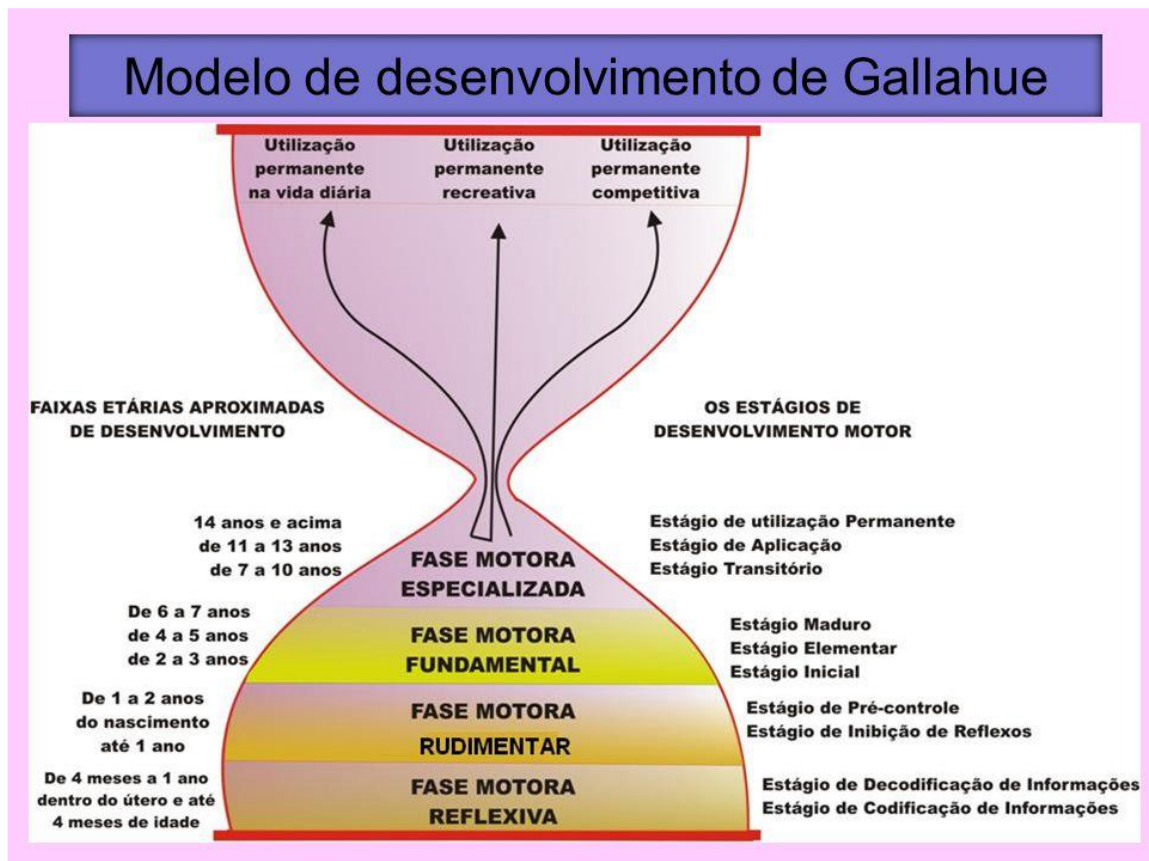 Modelo de desenvolvimento de Gallahue
Utilização
permanente
na vida diária
Utilização
permanente
recreativa
Utilização
permanente
competitiva
FAIXAS ETÁRIAS APROXIMADAS
DE DESENVOLVIMENTO
OS ESTÁGIOS DE
DESENVOLVIMENTO MOTOR
14 anos e acima
de 11 a 13 anos
de 7 a 10 anos
FASE MOTORA
ESPECIALIZADA
Estágio de utilização Permanente
Estágio de Aplicação
Estágio Transitório
De 6 a 7 anos
de 4 a 5 anos
de 2 a 3 anos
FASE MOTORA
FUNDAMENTAL
Estágio Maduro
Estágio Elementar
Estágio Inicial
De 1 a 2 anos
do nascimento
até 1 ano
FASE MOTORA
RUDIMENTAR
Estágio de Pré-controle
Estágio de Inibição de Reflexos
De 4 meses a 1 ano
dentro do útero e até
4 meses de idade
FASE MOTORA
REFLEXIVA
Estágio de Decodificação de Informações
Estágio de Codificação de Informações